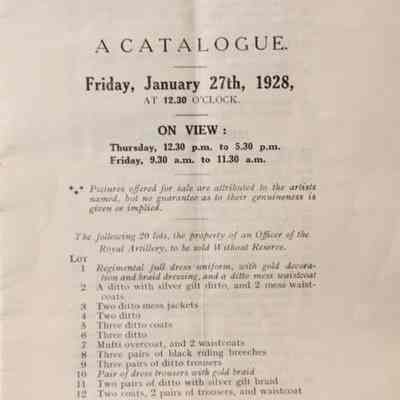 A CATALOGUE.
Friday, January 27th, 1928,
AT 12.30 O'CLOCK.
ON VIEW :
Thursday, 12.30 p.m. to 5.30 p.m.
Friday, 9.30 a.m. to 11.30 a.m.
*** Pictures offered for sale are attributed to the artists
named, but no guarantee as to their genuineness is
given or implied.
The following 20 lots, the property of an Officer of the
Royal Artillery, to be sold Without Reserve.
LOT
1 Regimental full dress uniform, with gold decora-
tion and braid dressing, and a ditto mess waistcoat
2 A ditto with silver gilt ditto, and 2 mess waist-
coats
3 Two ditto mess jackets
4 Two ditto
5 Three ditto coats
6 Three ditto
7 Mufti overcoat, and 2 waistcoats
8 Three pairs of black riding breeches
9 Three pairs of ditto trousers
10 Pair of dress trousers with gold braid
11 Two pairs of ditto with silver gilt braid
12 Two coats, 2 pairs of trousers, and waistcoat